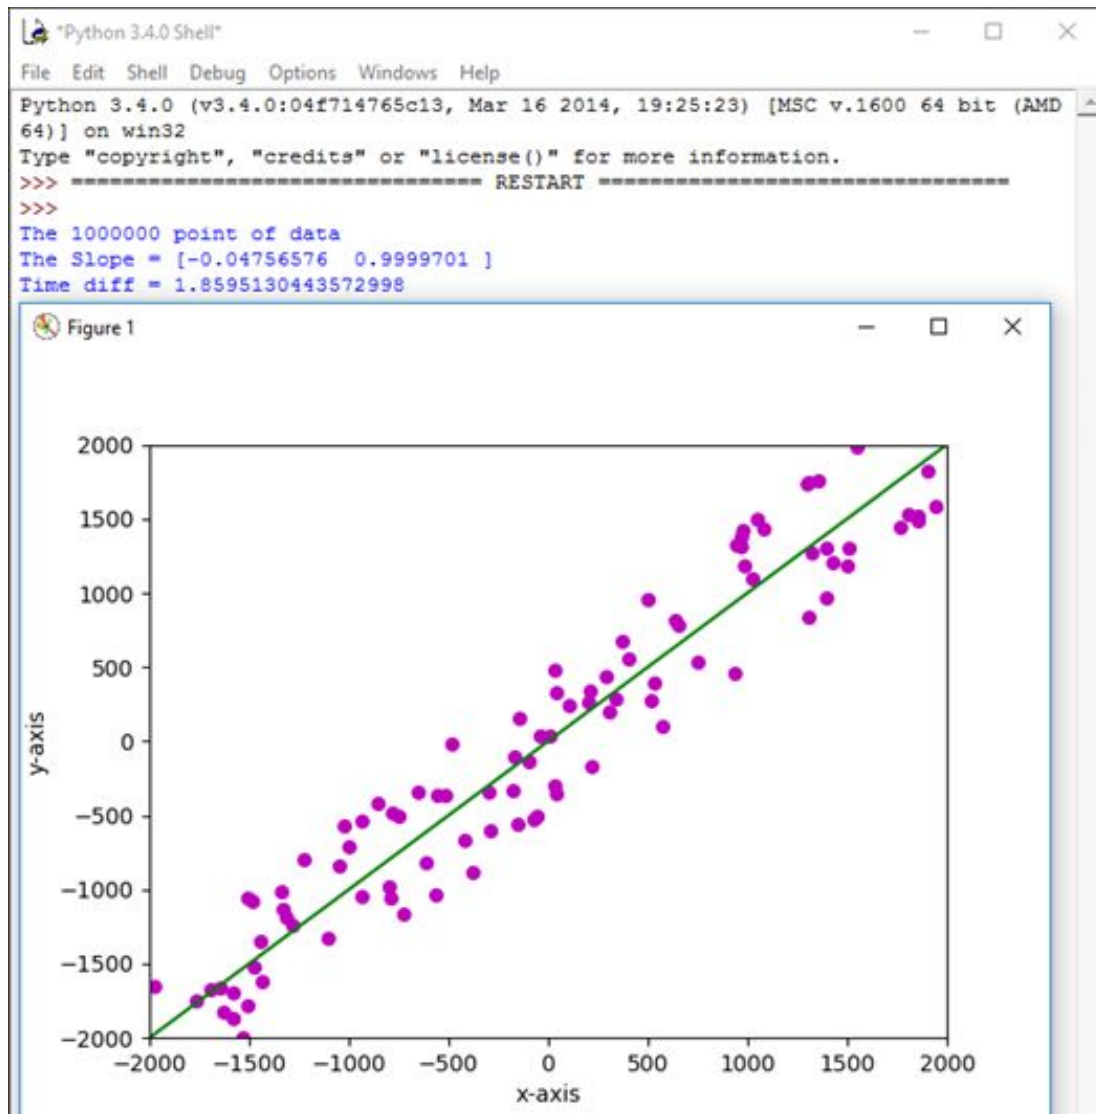 *Python 3.4.0 Shell*
File Edit Shell Debug Options Windows Help
Python 3.4.0 (v3.4.0:04f714765c13, Mar 16 2014, 19:25:23) [MSC v.1600 64 bit (AMD
64)] on win32
Type "copyright", "credits" or "license()" for more information.
>>> ================================ RESTART ================================
>>>
The 1000000 point of data
The Slope = [-0.04756576  0.9999701 ]
Time diff = 1.8595130443572998
Figure 1
2000
1500
1000
500
0
−500
−1000
−1500
−2000
y-axis
−2000 −1500 −1000 −500 0 500 1000 1500 2000
x-axis